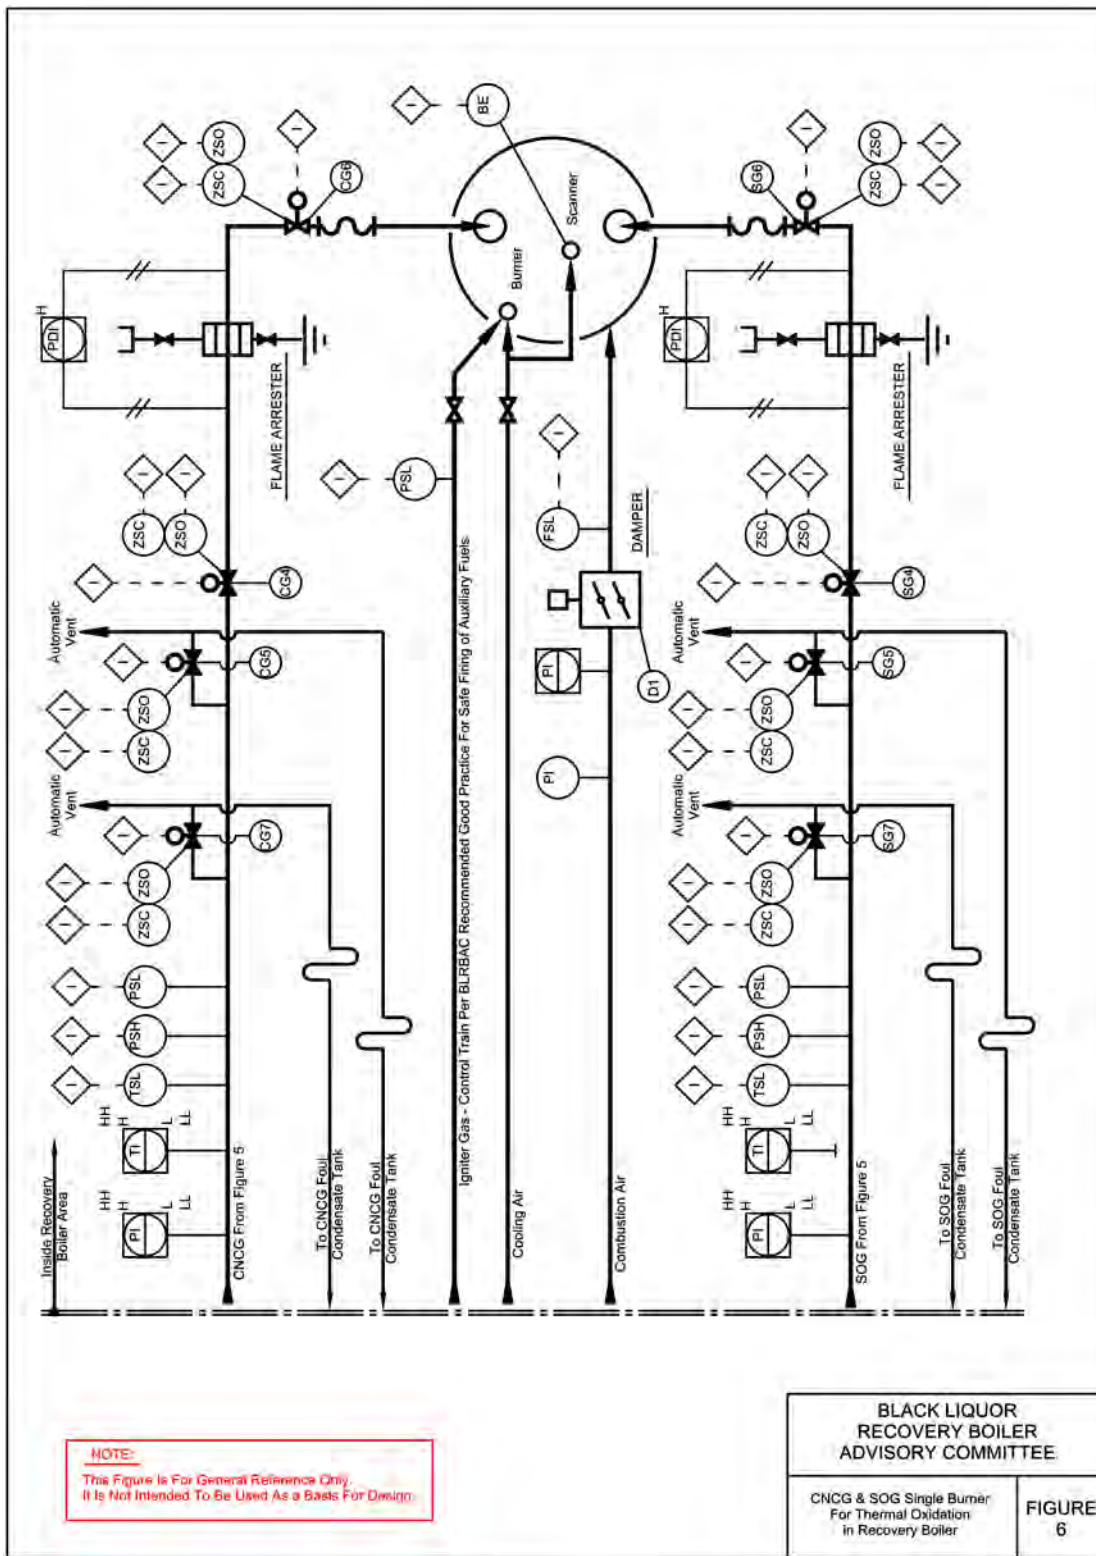 Inside Recovery
Boiler Area
CNCG From Figure 5
PI
HH
H
L
LL
TI
HH
H
L
LL
TSL
I
PSH
I
PSL
I
ZSC
I
ZSO
I
I
CG7
Automatic
Vent
ZSC
I
ZSO
I
I
CG5
Automatic
Vent
I
CG4
ZSC
I
ZSO
I
PDI
H
FLAME ARRESTER
ZSC
I
ZSO
I
I
CG6
To CNCG Foul
Condensate Tank
To CNCG Foul
Condensate Tank
Igniter Gas - Control Train Per BLRBAC Recommended Good Practice For Safe Firing of Auxiliary Fuels.
PSL
I
Burner
Scanner
BE
I
Cooling Air
Combustion Air
PI
PI
D1
DAMPER
FSL
I
SOG From Figure 5
PI
HH
H
L
LL
TI
HH
H
L
LL
TSL
I
PSH
I
PSL
I
ZSC
I
ZSO
I
I
SG7
Automatic
Vent
ZSC
I
ZSO
I
I
SG5
Automatic
Vent
I
SG4
ZSC
I
ZSO
I
PDI
H
FLAME ARRESTER
ZSC
I
ZSO
I
I
SG6
To SOG Foul
Condensate Tank
To SOG Foul
Condensate Tank
NOTE:
This Figure Is For General Reference Only.
It Is Not Intended To Be Used As a Basis For Design.
BLACK LIQUOR
RECOVERY BOILER
ADVISORY COMMITTEE
CNCG & SOG Single Burner
For Thermal Oxidation
in Recovery Boiler
FIGURE
6